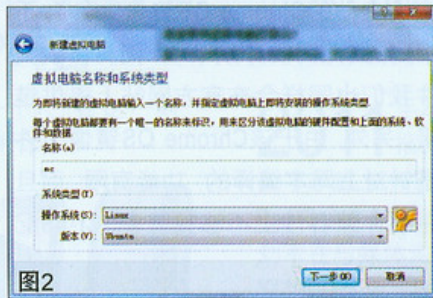 新建虚拟电脑
虚拟电脑名称和系统类型
为即将新建的虚拟电脑输入一个名称，并指定虚拟电脑上即将安装的操作系统类型.
每个虚拟电脑都要有一个唯一的名称来标识，用来区分该虚拟电脑的硬件配置和上面的系统、软
件和数据.
名称(a)
系统类型(T)
操作系统(S): Linux
版本(V): Ubuntu
下一步(N)
取消
图2